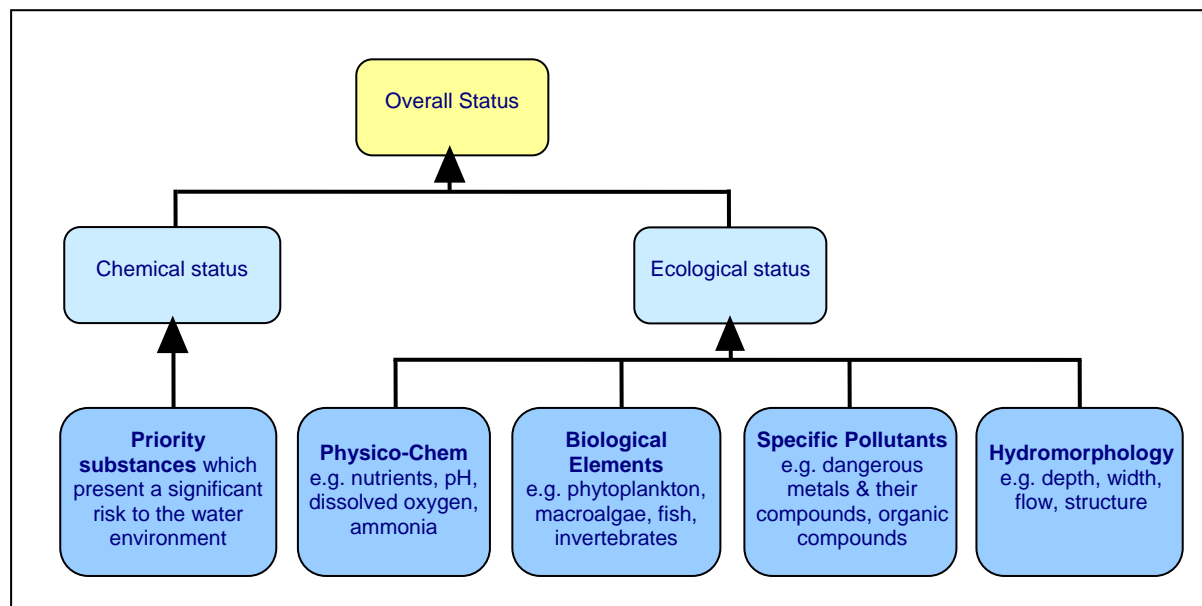 Overall Status
Chemical status
Ecological status
Priority
substances which
present a significant
risk to the water
environment
Physico-Chem
e.g. nutrients, pH,
dissolved oxygen,
ammonia
Biological
Elements
e.g. phytoplankton,
macroalgae, fish,
invertebrates
Specific Pollutants
e.g. dangerous
metals & their
compounds, organic
compounds
Hydromorphology
e.g. depth, width,
flow, structure